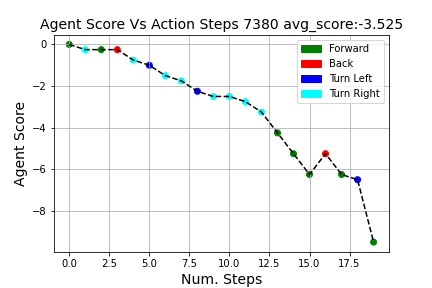 Agent Score Vs Action Steps 7380 avg_score:-3.525
Forward
Back
Turn Left
Turn Right
Agent Score
0
−2
−4
−6
−8
0.0 2.5 5.0 7.5 10.0 12.5 15.0 17.5
Num. Steps